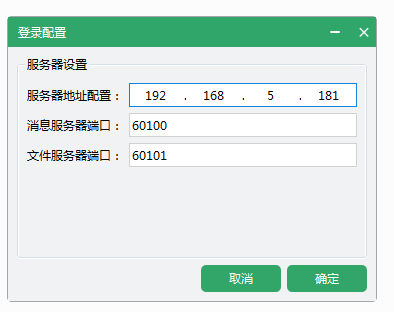 登录配置
服务器设置
服务器地址配置： 192 . 168 . 5 . 181
消息服务器端口： 60100
文件服务器端口： 60101
取消 确定